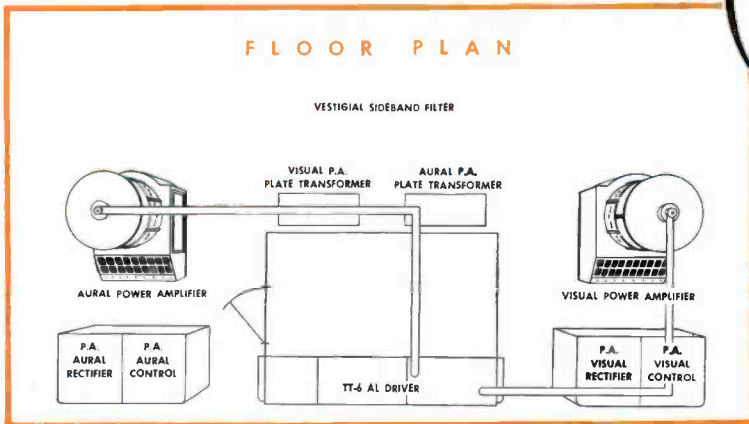 FLOOR PLAN
VESTIGIAL SIDEBAND FILTER
VISUAL P.A.
PLATE TRANSFORMER
AURAL P.A.
PLATE TRANSFORMER
AURAL POWER AMPLIFIER
VISUAL POWER AMPLIFIER
P.A.
AURAL
RECTIFIER
P.A.
AURAL
CONTROL
TT-6 AL DRIVER
P.A.
VISUAL
RECTIFIER
P.A.
VISUAL
CONTROL